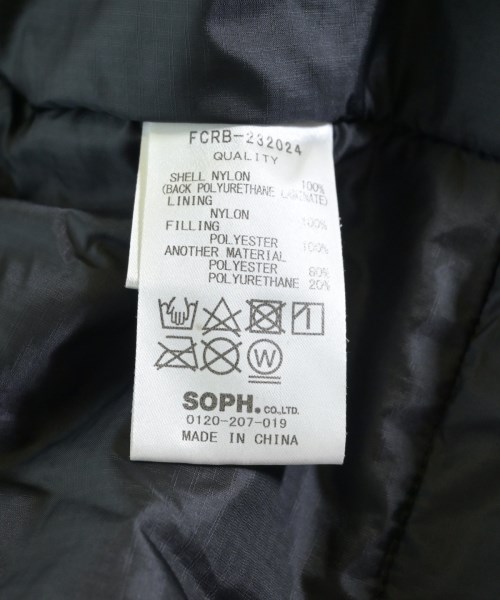 FCRB-232024
QUALITY
SHELL NYLON 100%
(BACK POLYURETHANE LAMINATE)
LINING
NYLON 100%
FILLING
POLYESTER 100%
ANOTHER MATERIAL
POLYESTER 80%
POLYURETHANE 20%
W
SOPH. CO.,LTD.
0120-207-019
MADE IN CHINA